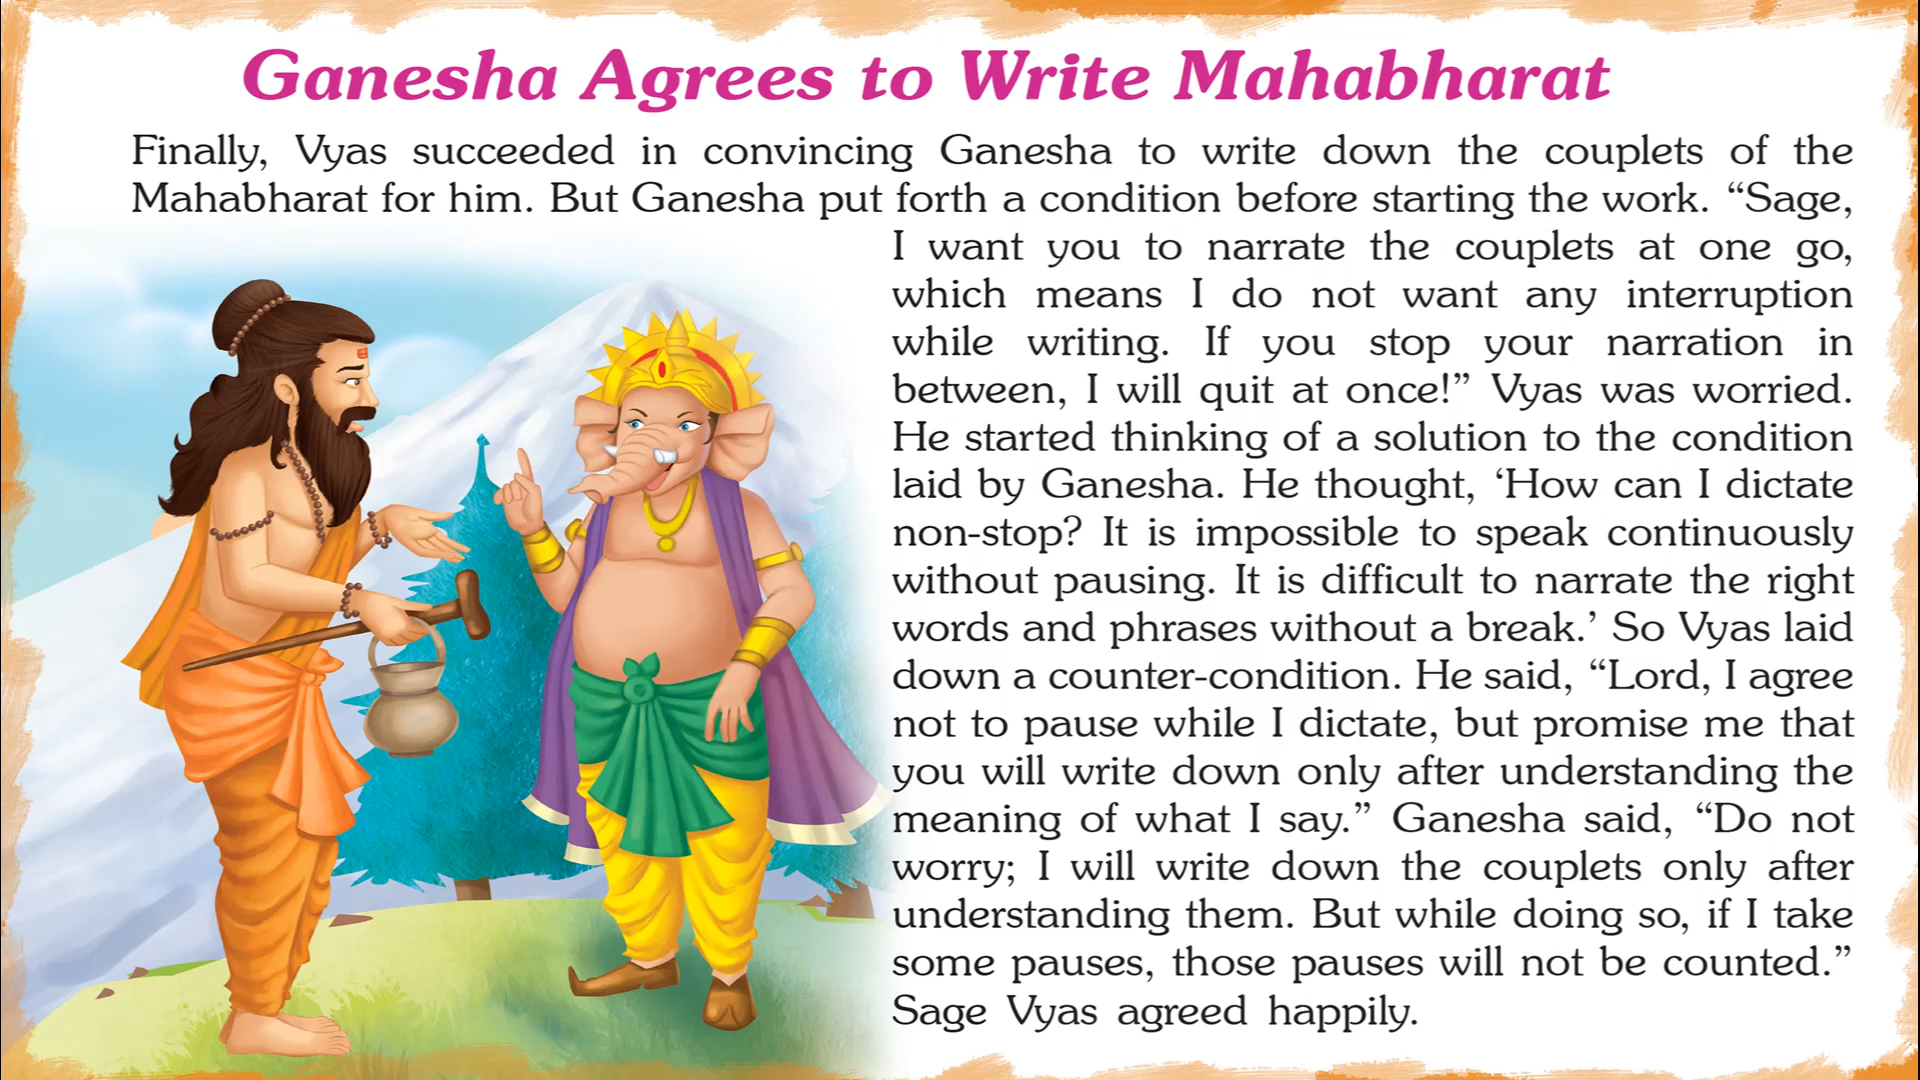 Ganesha Agrees to Write Mahabharat
Finally, Vyas succeeded in convincing Ganesha to write down the couplets of the
Mahabharat for him. But Ganesha put forth a condition before starting the work. “Sage,
I want you to narrate the couplets at one go,
which means I do not want any interruption
while writing. If you stop your narration in
between, I will quit at once!” Vyas was worried.
He started thinking of a solution to the condition
laid by Ganesha. He thought, ‘How can I dictate
non-stop? It is impossible to speak continuously
without pausing. It is difficult to narrate the right
words and phrases without a break.’ So Vyas laid
down a counter-condition. He said, “Lord, I agree
not to pause while I dictate, but promise me that
you will write down only after understanding the
meaning of what I say.” Ganesha said, “Do not
worry; I will write down the couplets only after
understanding them. But while doing so, if I take
some pauses, those pauses will not be counted.”
Sage Vyas agreed happily.